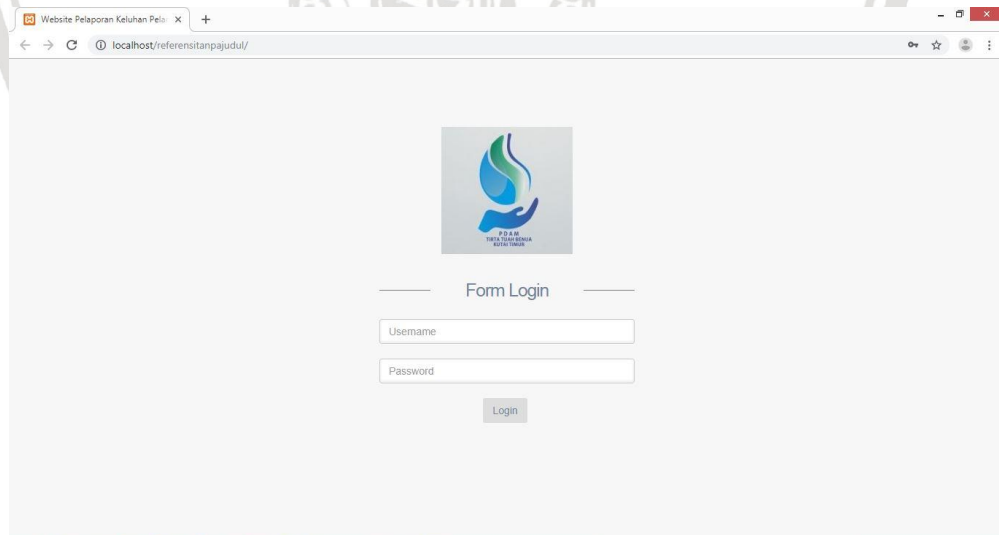 Website Pelaporan Keluhan Pela
localhost/referensitanpajudul/
PDAM
TIRTA TUAH BENUA
KUTAI TIMUR
Form Login
Username
Password
Login